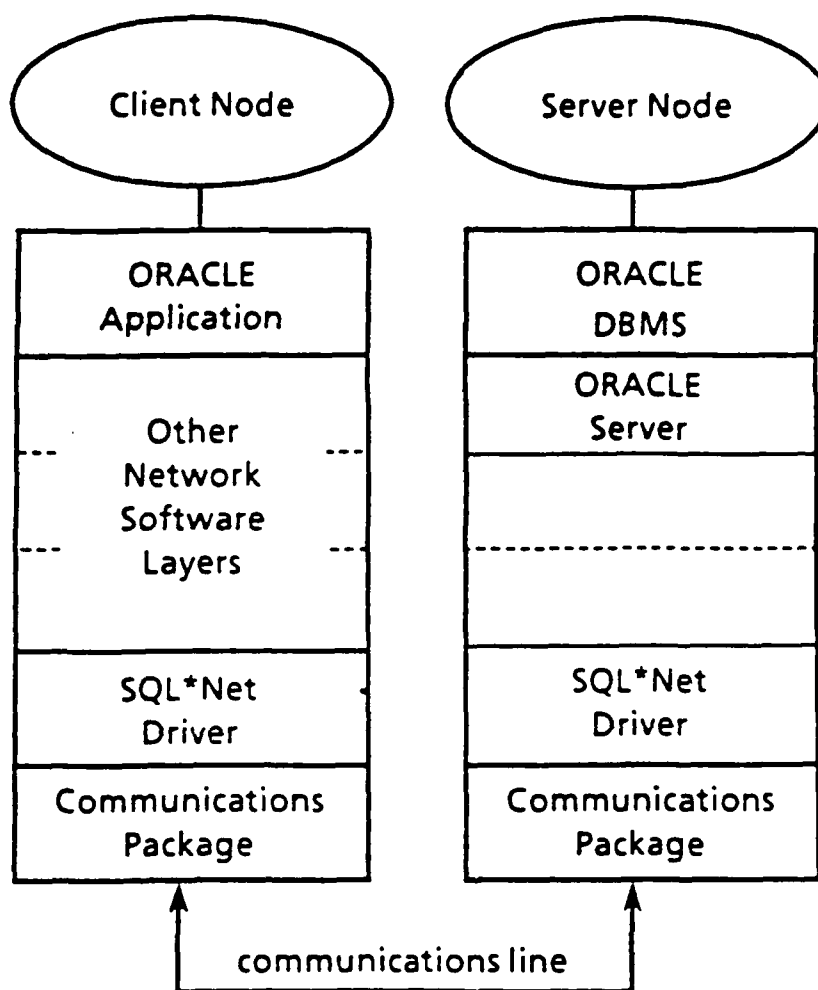 Client Node
ORACLE
Application
Other
Network
Software
Layers
SQL*Net
Driver
Communications
Package
Server Node
ORACLE
DBMS
ORACLE
Server
SQL*Net
Driver
Communications
Package
communications line